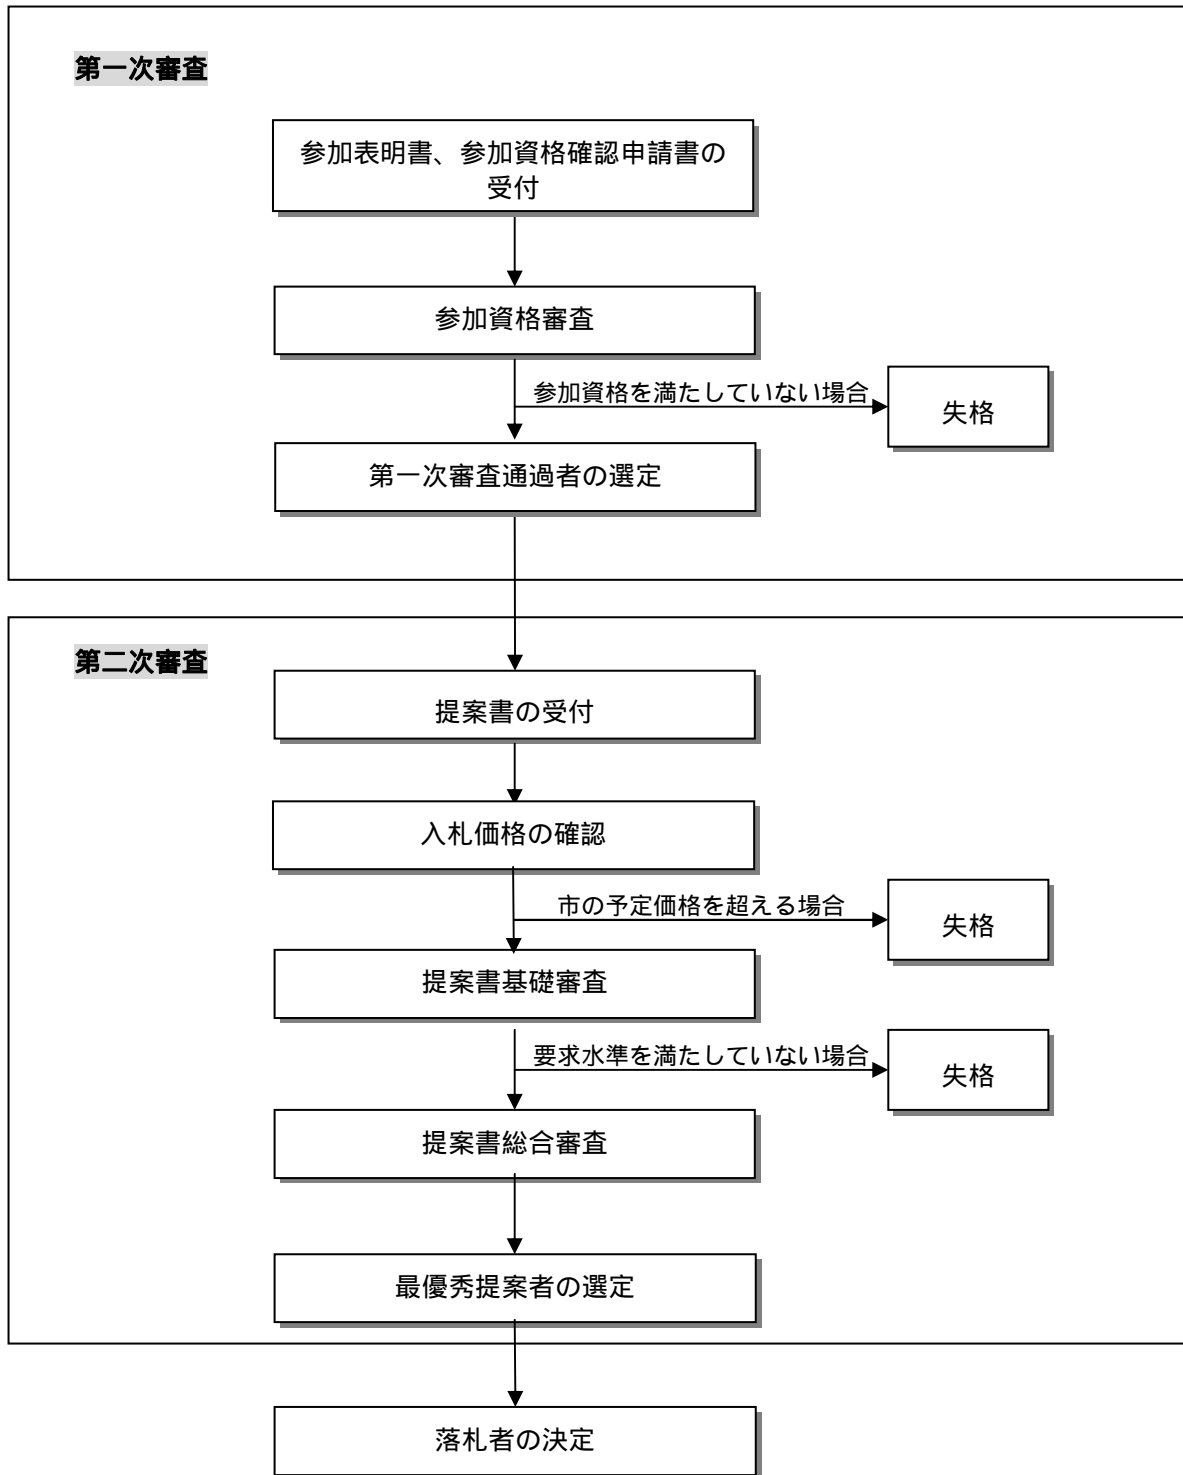 第一次審査
参加表明書、参加資格確認申請書の
受付
参加資格審査
参加資格を満たしていない場合
失格
第一次審査通過者の選定
第二次審査
提案書の受付
入札価格の確認
市の予定価格を超える場合
失格
提案書基礎審査
要求水準を満たしていない場合
失格
提案書総合審査
最優秀提案者の選定
落札者の決定